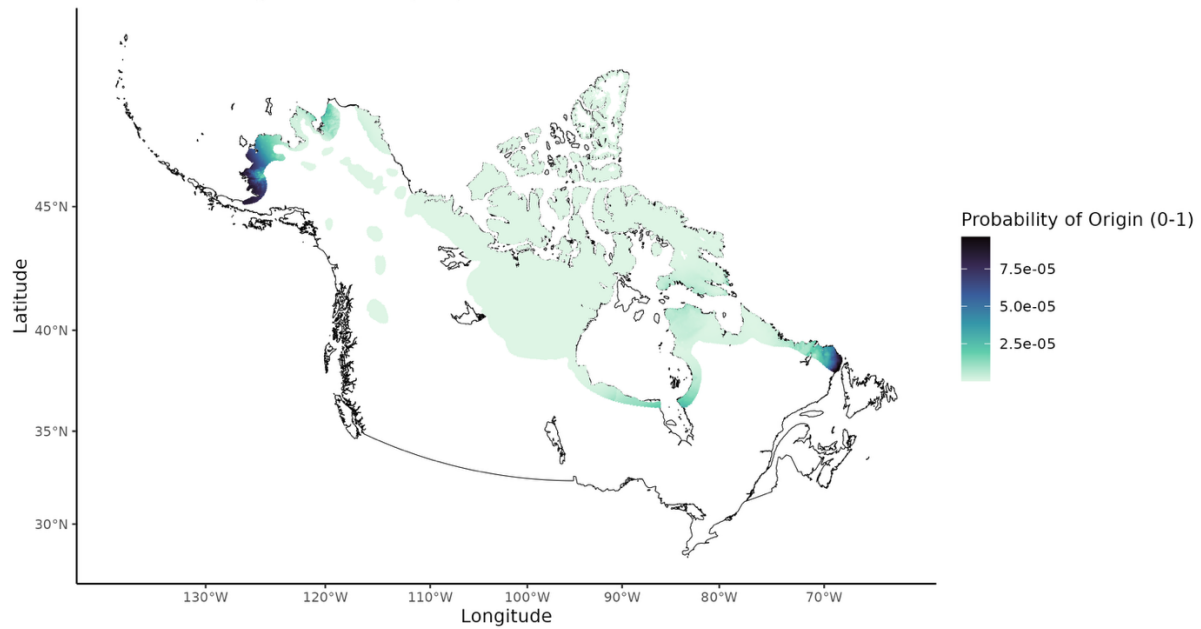 45°N
40°N
35°N
30°N
Latitude
130°W 120°W 110°W 100°W 90°W 80°W 70°W
Longitude
Probability of Origin (0-1)
7.5e-05
5.0e-05
2.5e-05